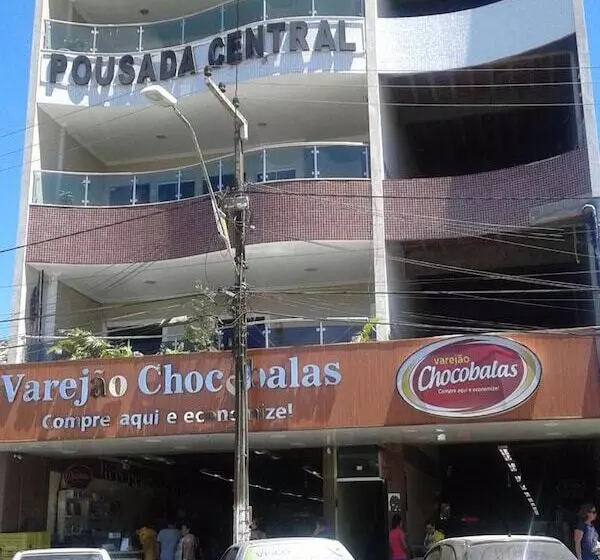 POUSADA CENTRAL
Varejão Chocobalas
Compre aqui e economize!
varejão
Chocobalas
Compre aqui e economize!